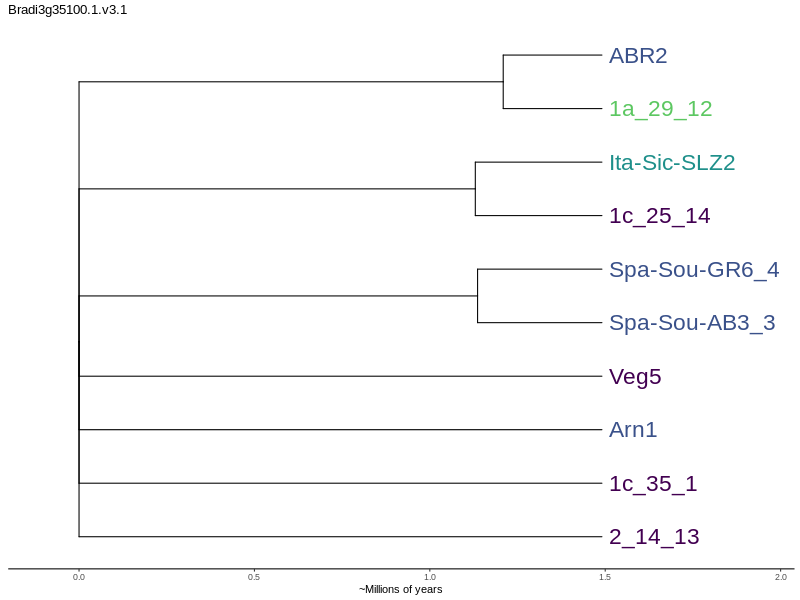 Bradi3g35100.1.v3.1
ABR2
1a_29_12
Ita-Sic-SLZ2
1c_25_14
Spa-Sou-GR6_4
Spa-Sou-AB3_3
Veg5
Arn1
1c_35_1
2_14_13
0.0 0.5 1.0 1.5 2.0
~Millions of years